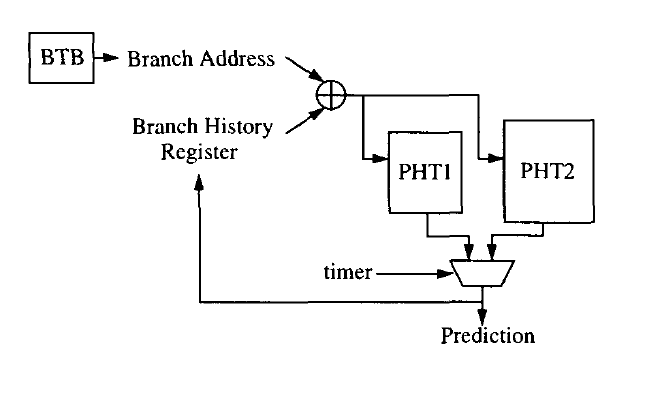 BTB
Branch Address
Branch History
Register
PHT1
PHT2
timer
Prediction